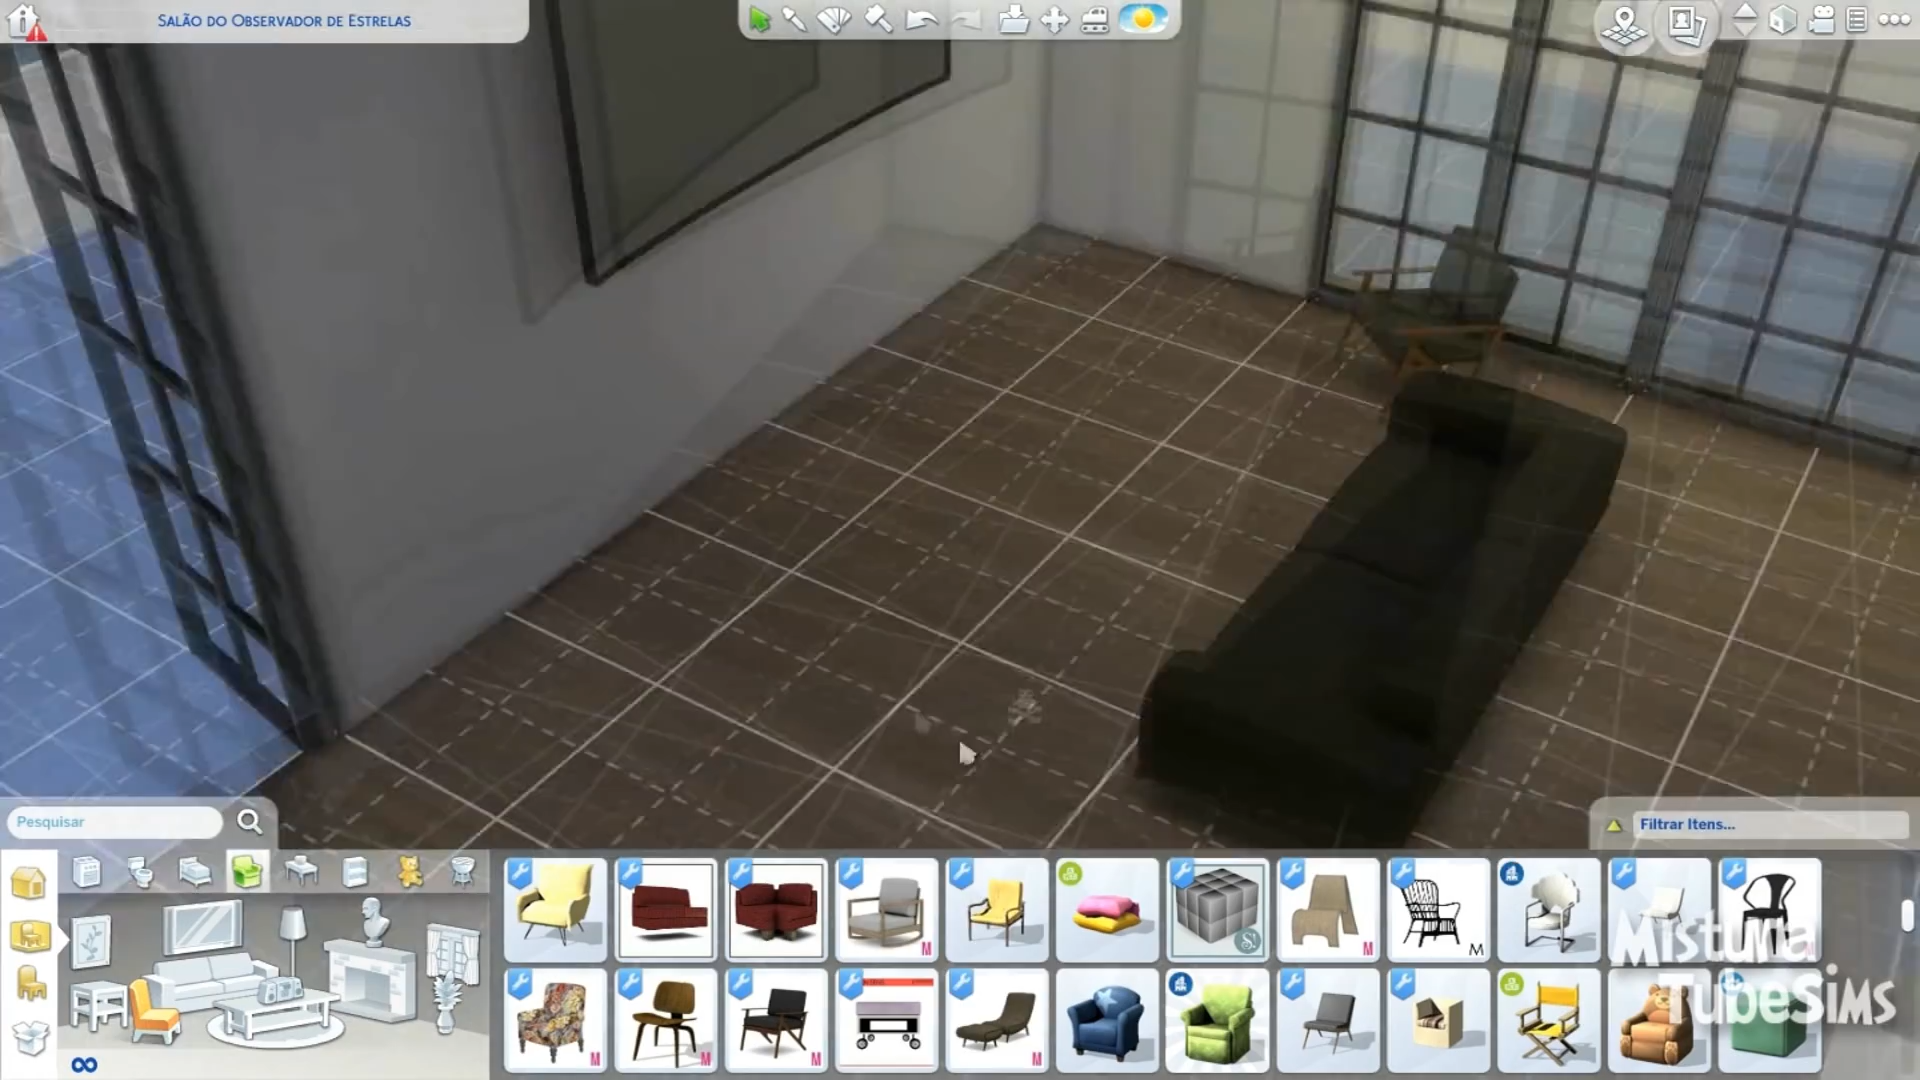 Salão do Observador de Estrelas
Pesquisar
Filtrar Itens...
M
M
M
M
M
M
M
Mistura
TubeSims